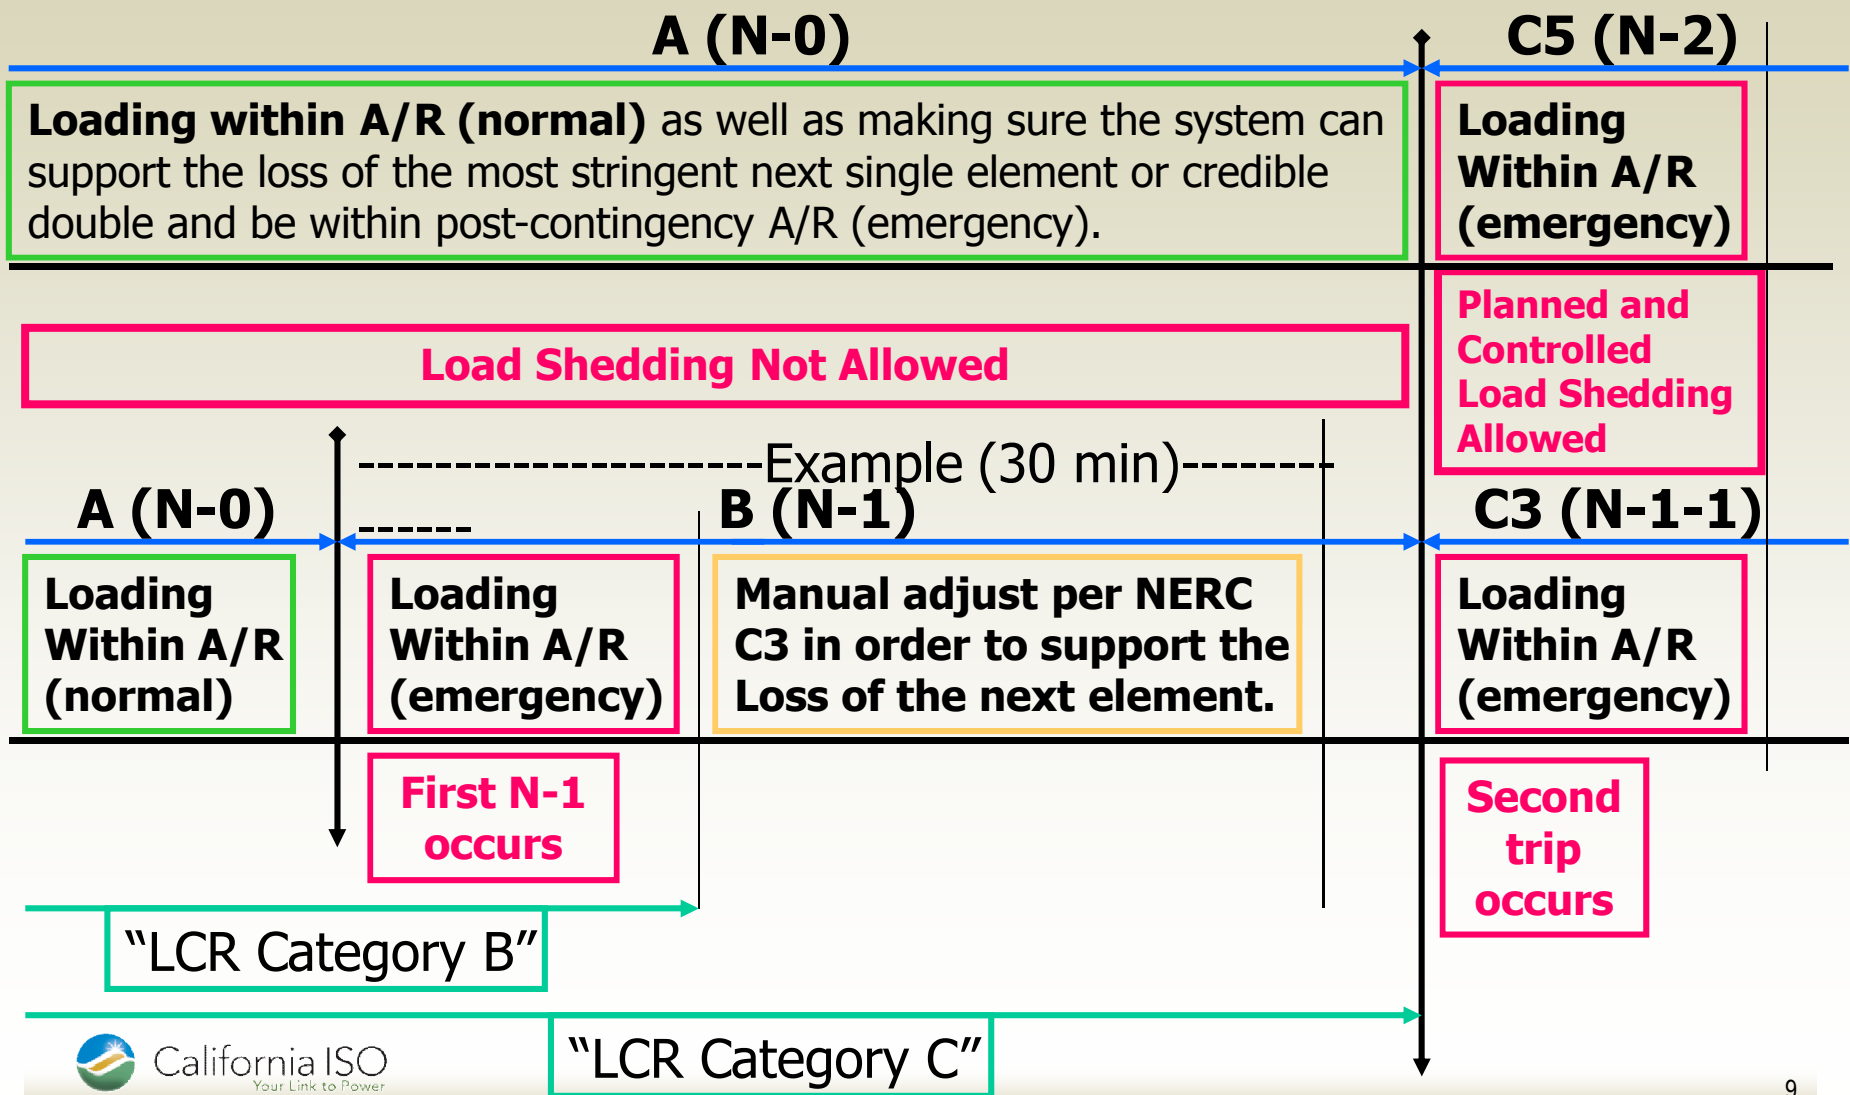 A (N-0)
C5 (N-2)
Loading within A/R (normal) as well as making sure the system can
support the loss of the most stringent next single element or credible
double and be within post-contingency A/R (emergency).
Loading
Within A/R
(emergency)
Load Shedding Not Allowed
Planned and
Controlled
Load Shedding
Allowed
--------------------Example (30 min)--------
------
A (N-0)
B (N-1)
C3 (N-1-1)
Loading
Within A/R
(normal)
Loading
Within A/R
(emergency)
Manual adjust per NERC
C3 in order to support the
Loss of the next element.
Loading
Within A/R
(emergency)
First N-1
occurs
Second
trip
occurs
“LCR Category B”
“LCR Category C”
California ISO
Your Link to Power
9